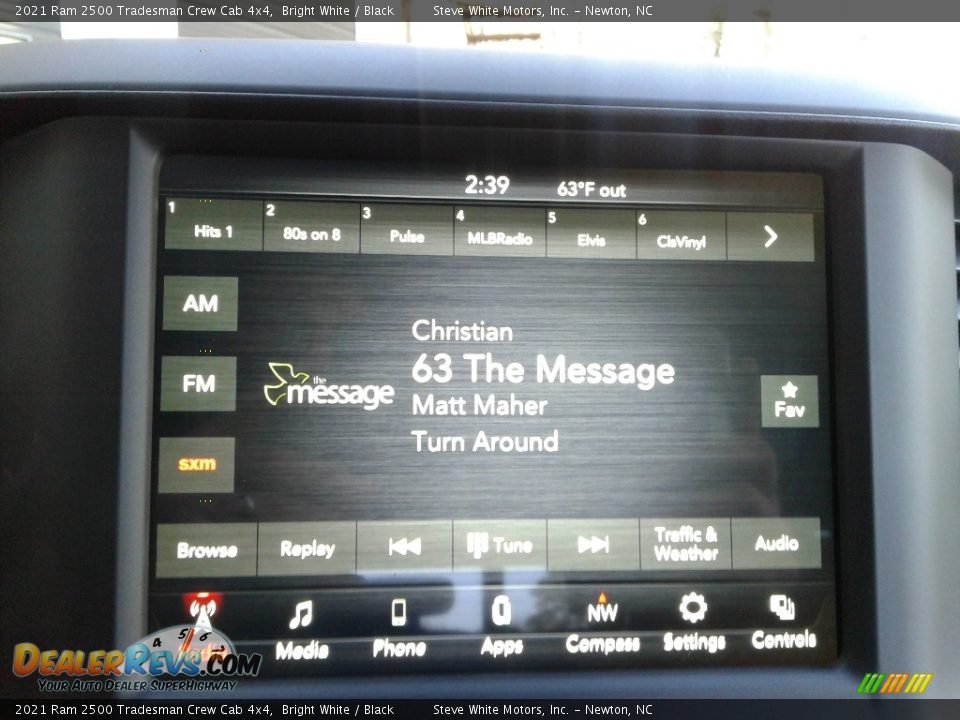 2021 Ram 2500 Tradesman Crew Cab 4x4, Bright White / Black Steve White Motors, Inc. – Newton, NC
2:39 63°F out
1 Hits 1 2 80s on 8 3 Pulse 4 MLBRadio 5 Elvis 6 ClsVinyl
AM
FM
sxm
the message
Christian
63 The Message
Matt Maher
Turn Around
Fav
Browse Replay Tune Traffic & Weather Audio
NW
Media Phone Apps Compass Settings Controls
4 5 6
DealerRevs.com
Your Auto Dealer SuperHighway
2021 Ram 2500 Tradesman Crew Cab 4x4, Bright White / Black Steve White Motors, Inc. – Newton, NC